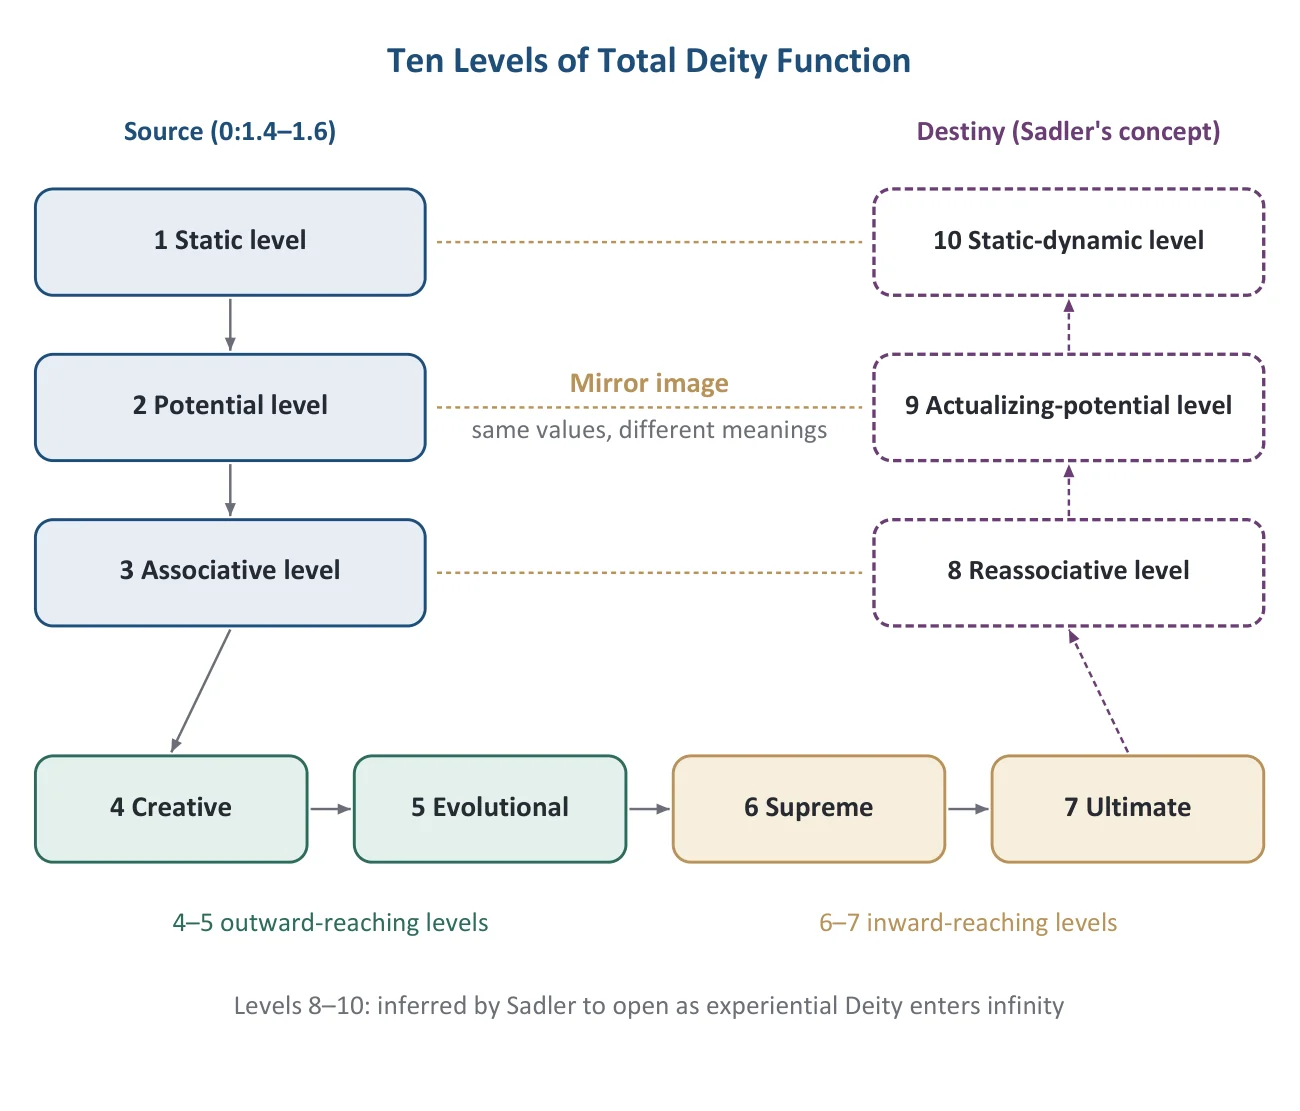 Ten Levels of Total Deity Function
Source (0:1.4–1.6)
Destiny (Sadler's concept)
1 Static level
10 Static-dynamic level
2 Potential level
Mirror image
same values, different meanings
9 Actualizing-potential level
3 Associative level
8 Reassociative level
4 Creative
5 Evolutional
6 Supreme
7 Ultimate
4–5 outward-reaching levels
6–7 inward-reaching levels
Levels 8–10: inferred by Sadler to open as experiential Deity enters infinity